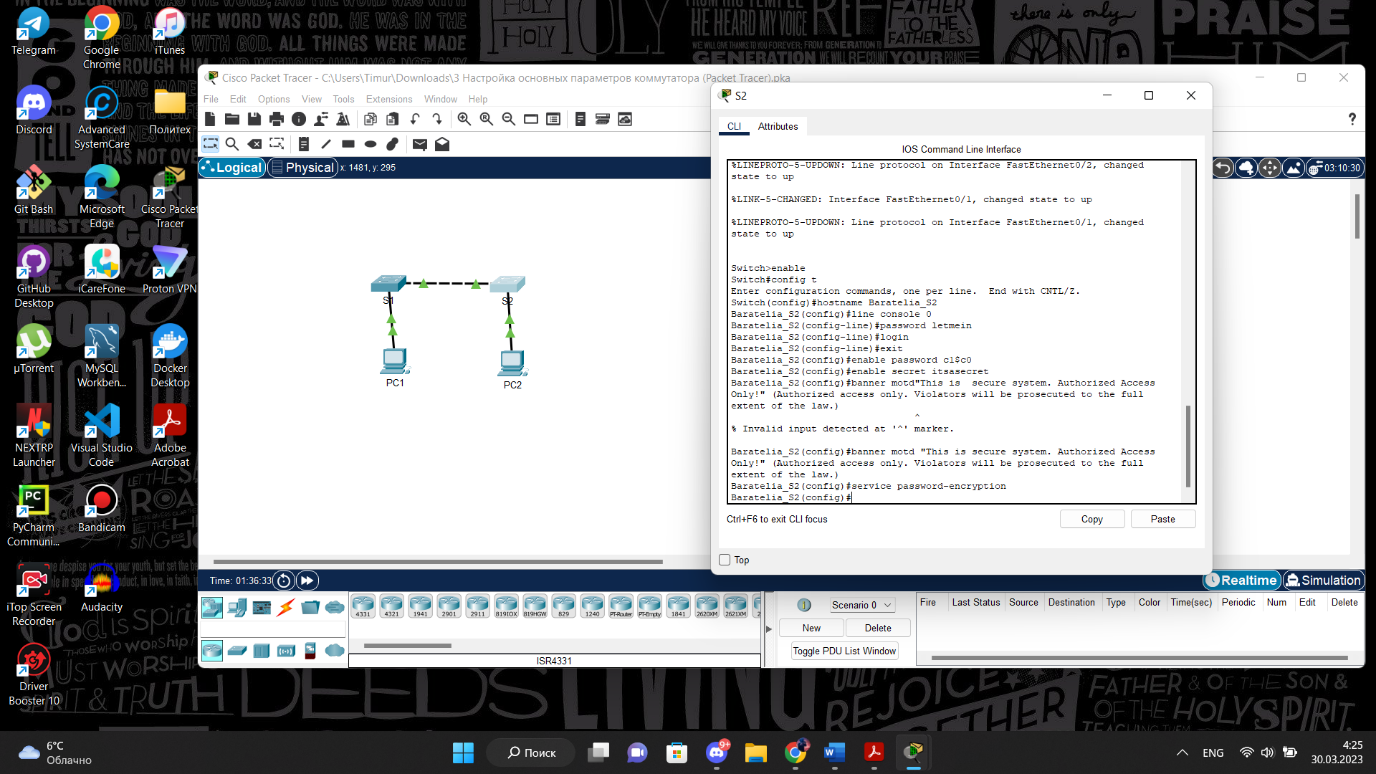 Telegram
Google
Chrome
iTunes
Discord
Advanced
SystemCare
Политех
Git Bash
Microsoft
Edge
Cisco Packet
Tracer
GitHub
Desktop
iCareFone
Proton VPN
µTorrent
MySQL
Workben...
Docker
Desktop
NEXTRP
Launcher
Visual Studio
Code
Adobe
Acrobat
PyCharm
Communi...
Bandicam
iTop Screen
Recorder
Audacity
Driver
Booster 10
Cisco Packet Tracer - C:\Users\Timur\Downloads\3 Настройка основных параметров коммутатора (Packet Tracer).pka
File Edit Options View Tools Extensions Window Help
Logical Physical x: 1481, y: 295
03:10:30
S1
S2
PC1
PC2
S2
CLI Attributes
IOS Command Line Interface
%LINEPROTO-5-UPDOWN: Line protocol on Interface FastEthernet0/2, changed
state to up
%LINK-5-CHANGED: Interface FastEthernet0/1, changed state to up
%LINEPROTO-5-UPDOWN: Line protocol on Interface FastEthernet0/1, changed
state to up
Switch>enable
Switch#config t
Enter configuration commands, one per line.  End with CNTL/Z.
Switch(config)#hostname Baratelia_S2
Baratelia_S2(config)#line console 0
Baratelia_S2(config-line)#password letmein
Baratelia_S2(config-line)#login
Baratelia_S2(config-line)#exit
Baratelia_S2(config)#enable password c1$c0
Baratelia_S2(config)#enable secret itsasecret
Baratelia_S2(config)#banner motd"This is  secure system. Authorized Access
Only!" (Authorized access only. Violators will be prosecuted to the full
extent of the law.)
^
% Invalid input detected at '^' marker.
Baratelia_S2(config)#banner motd "This is secure system. Authorized Access
Only!" (Authorized access only. Violators will be prosecuted to the full
extent of the law.)
Baratelia_S2(config)#service password-encryption
Baratelia_S2(config)#
Ctrl+F6 to exit CLI focus
Copy Paste
Top
Time: 01:36:33
Realtime Simulation
4331 4321 1941 2901 2911 819IOX 819HGW 829 1240 PT-Router PT-Empty 1841 2620XM 2621XM 2
ISR4331
Scenario 0
New Delete
Toggle PDU List Window
Fire Last Status Source Destination Type Color Time(sec) Periodic Num Edit Delete
6°C
Облачно
Поиск
9+
ENG
4:25
30.03.2023